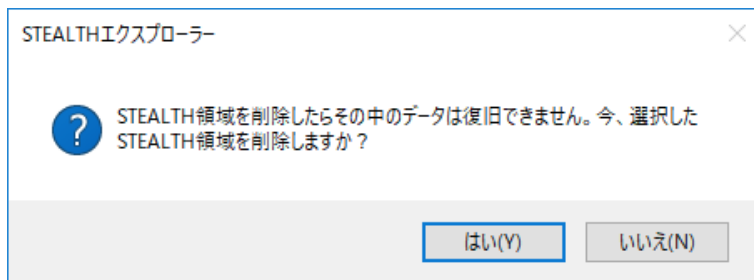 STEALTHエクスプローラー
STEALTH領域を削除したらその中のデータは復旧できません。今、選択した
STEALTH領域を削除しますか？
はい(Y)
いいえ(N)